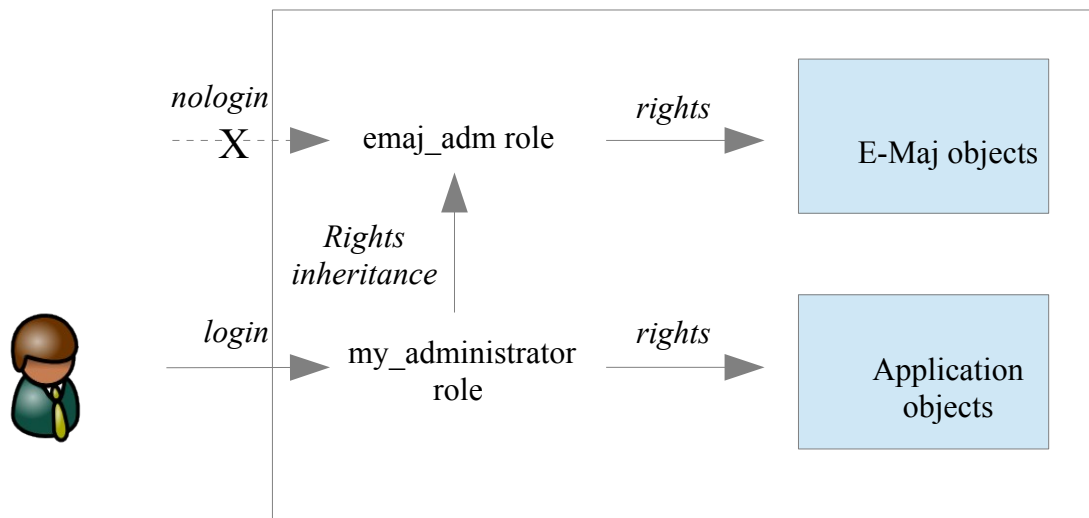 nologin
X
emaj_adm role
rights
E-Maj objects
Rights
inheritance
login
my_administrator
role
rights
Application
objects